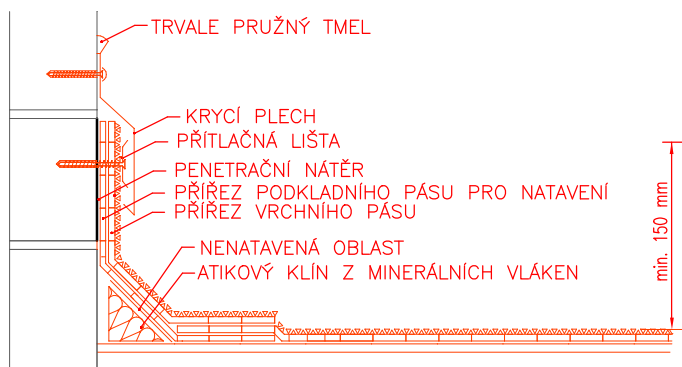 TRVALE PRUŽNÝ TMEL
KRYCÍ PLECH
PŘÍTLAČNÁ LIŠTA
PENETRAČNÍ NÁTĚR
PŘÍŘEZ PODKLADNÍHO PÁSU PRO NATAVENÍ
PŘÍŘEZ VRCHNÍHO PÁSU
NENATAVENÁ OBLAST
ATIKOVÝ KLÍN Z MINERÁLNÍCH VLÁKEN
min. 150 mm